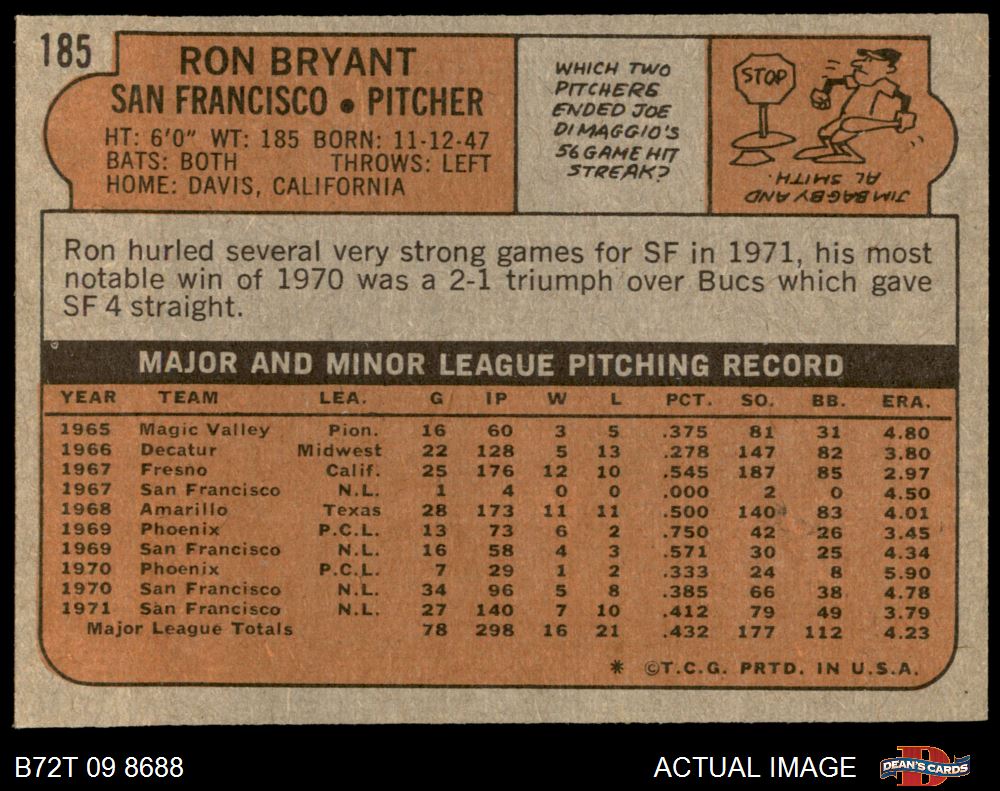 185
RON BRYANT
SAN FRANCISCO • PITCHER
HT: 6'0" WT: 185 BORN: 11-12-47
BATS: BOTH THROWS: LEFT
HOME: DAVIS, CALIFORNIA
WHICH TWO
PITCHERS
ENDED JOE
DIMAGGIO'S
56 GAME HIT
STREAK?
STOP
JIM BAGBY AND
AL SMITH.
Ron hurled several very strong games for SF in 1971, his most
notable win of 1970 was a 2-1 triumph over Bucs which gave
SF 4 straight.
MAJOR AND MINOR LEAGUE PITCHING RECORD
YEAR TEAM LEA. G IP W L PCT. SO. BB. ERA.
1965 Magic Valley Pion. 16 60 3 5 .375 81 31 4.80
1966 Decatur Midwest 22 128 5 13 .278 147 82 3.80
1967 Fresno Calif. 25 176 12 10 .545 187 85 2.97
1967 San Francisco N.L. 1 4 0 0 .000 2 0 4.50
1968 Amarillo Texas 28 173 11 11 .500 140 83 4.01
1969 Phoenix P.C.L. 13 73 6 2 .750 42 26 3.45
1969 San Francisco N.L. 16 58 4 3 .571 30 25 4.34
1970 Phoenix P.C.L. 7 29 1 2 .333 24 8 5.90
1970 San Francisco N.L. 34 96 5 8 .385 66 38 4.78
1971 San Francisco N.L. 27 140 7 10 .412 79 49 3.79
Major League Totals 78 298 16 21 .432 177 112 4.23
* ©T.C.G. PRTD. IN U.S.A.
B72T 09 8688
ACTUAL IMAGE
D
DEAN'S CARDS